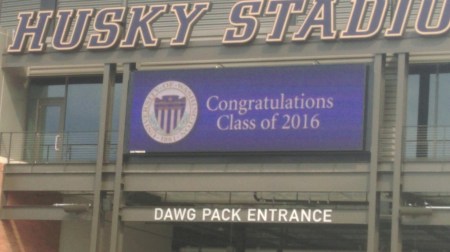 HUSKY STADIU
Congratulations
Class of 2016
DAWG PACK ENTRANCE